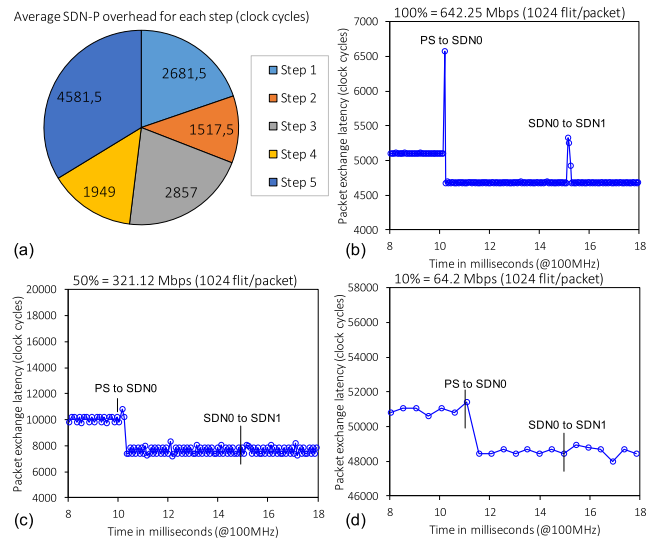 Average SDN-P overhead for each step (clock cycles)
4581,5
2681,5
1517,5
2857
1949
Step 1
Step 2
Step 3
Step 4
Step 5
(a)
100% = 642.25 Mbps (1024 flit/packet)
Packet exchange latency (clock cycles)
7000
6500
6000
5500
5000
4500
4000
PS to SDN0
SDN0 to SDN1
8 10 12 14 16 18
Time in milliseconds (@100MHz)
(b)
50% = 321.12 Mbps (1024 flit/packet)
Packet exchange latency (clock cycles)
20000
18000
16000
14000
12000
10000
8000
6000
4000
PS to SDN0
SDN0 to SDN1
8 10 12 14 16 18
Time in milliseconds (@100MHz)
(c)
10% = 64.2 Mbps (1024 flit/packet)
Packet exchange latency (clock cycles)
58000
56000
54000
52000
50000
48000
46000
PS to SDN0
SDN0 to SDN1
8 10 12 14 16 18
Time in milliseconds (@100MHz)
(d)